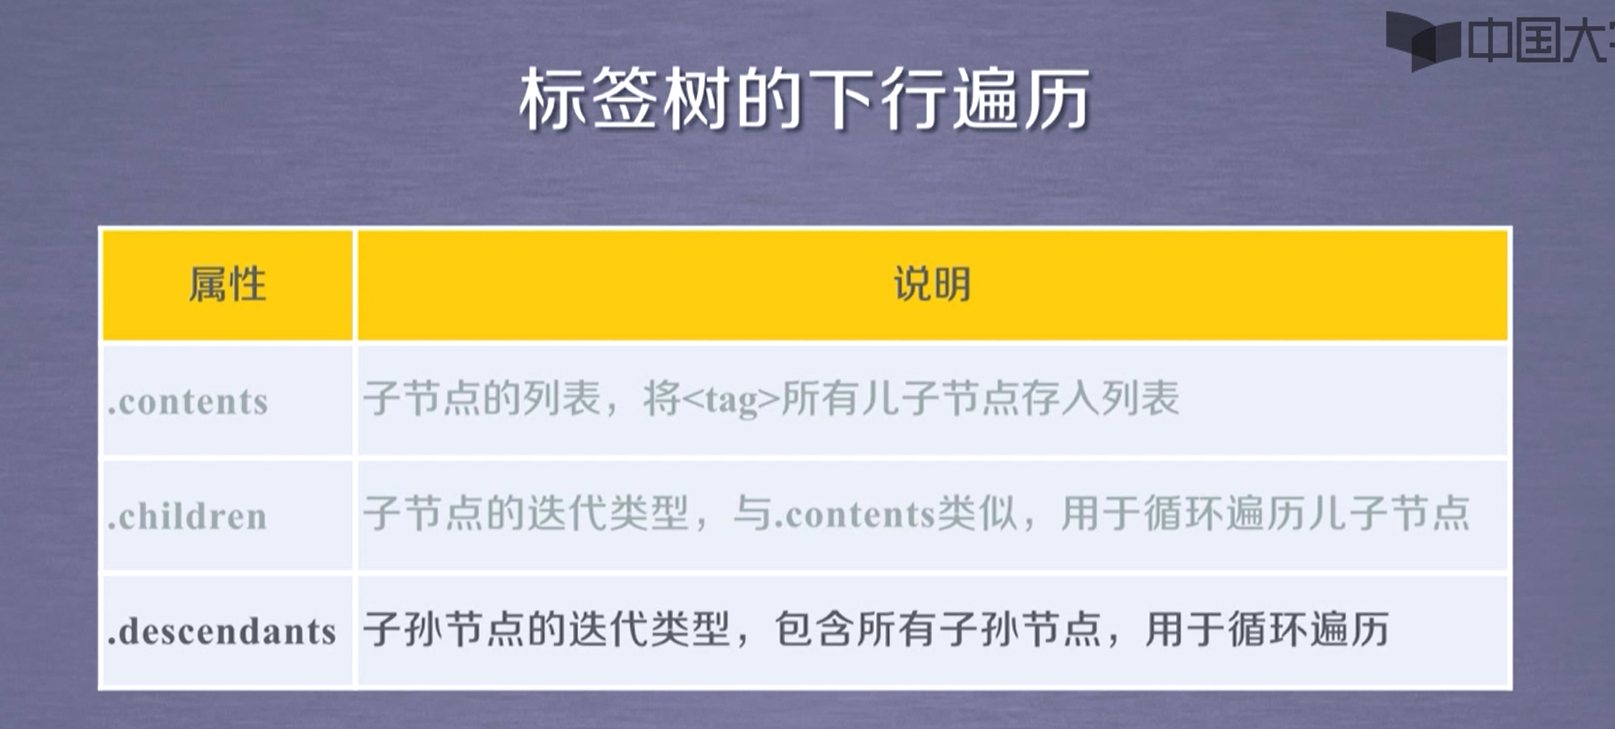 中国大
标签树的下行遍历
属性 说明
.contents 子节点的列表，将<tag>所有儿子节点存入列表
.children 子节点的迭代类型，与.contents类似，用于循环遍历儿子节点
.descendants 子孙节点的迭代类型，包含所有子孙节点，用于循环遍历